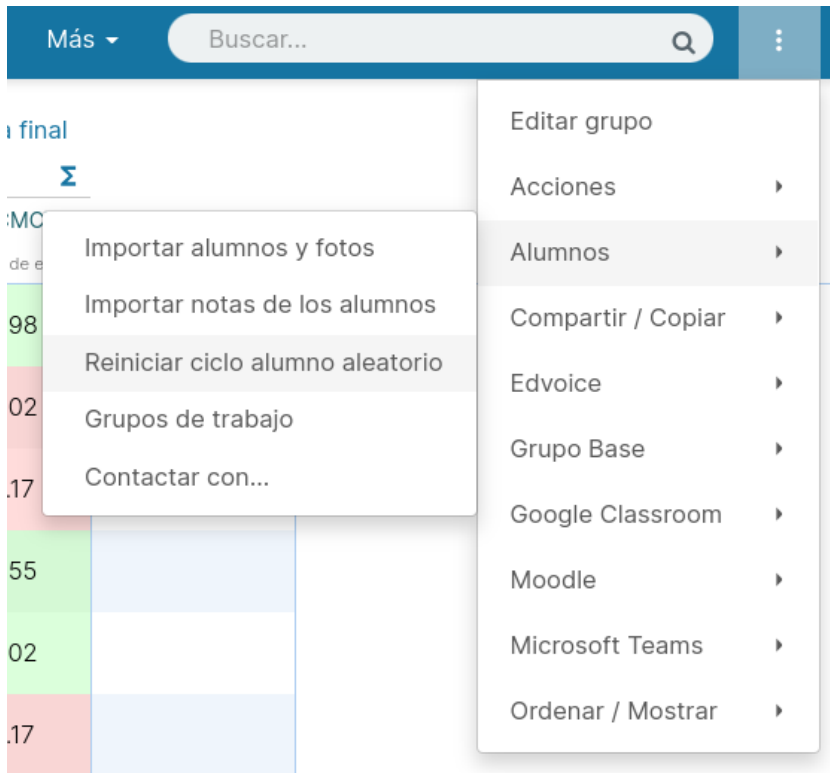 Más
Buscar...
a final
Σ
CMC
de e
98
02
.17
55
02
.17
Importar alumnos y fotos
Importar notas de los alumnos
Reiniciar ciclo alumno aleatorio
Grupos de trabajo
Contactar con...
Editar grupo
Acciones
Alumnos
Compartir / Copiar
Edvoice
Grupo Base
Google Classroom
Moodle
Microsoft Teams
Ordenar / Mostrar